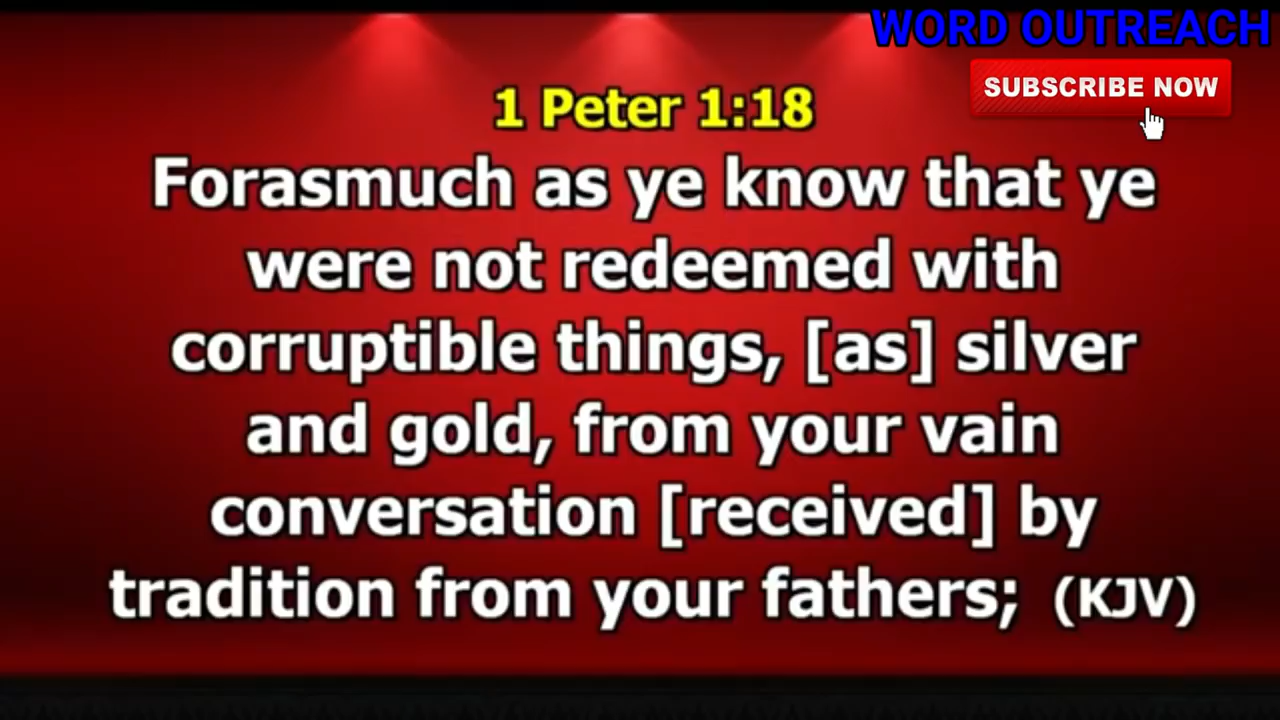 WORD OUTREACH
SUBSCRIBE NOW
1 Peter 1:18
Forasmuch as ye know that ye
were not redeemed with
corruptible things, [as] silver
and gold, from your vain
conversation [received] by
tradition from your fathers; (KJV)